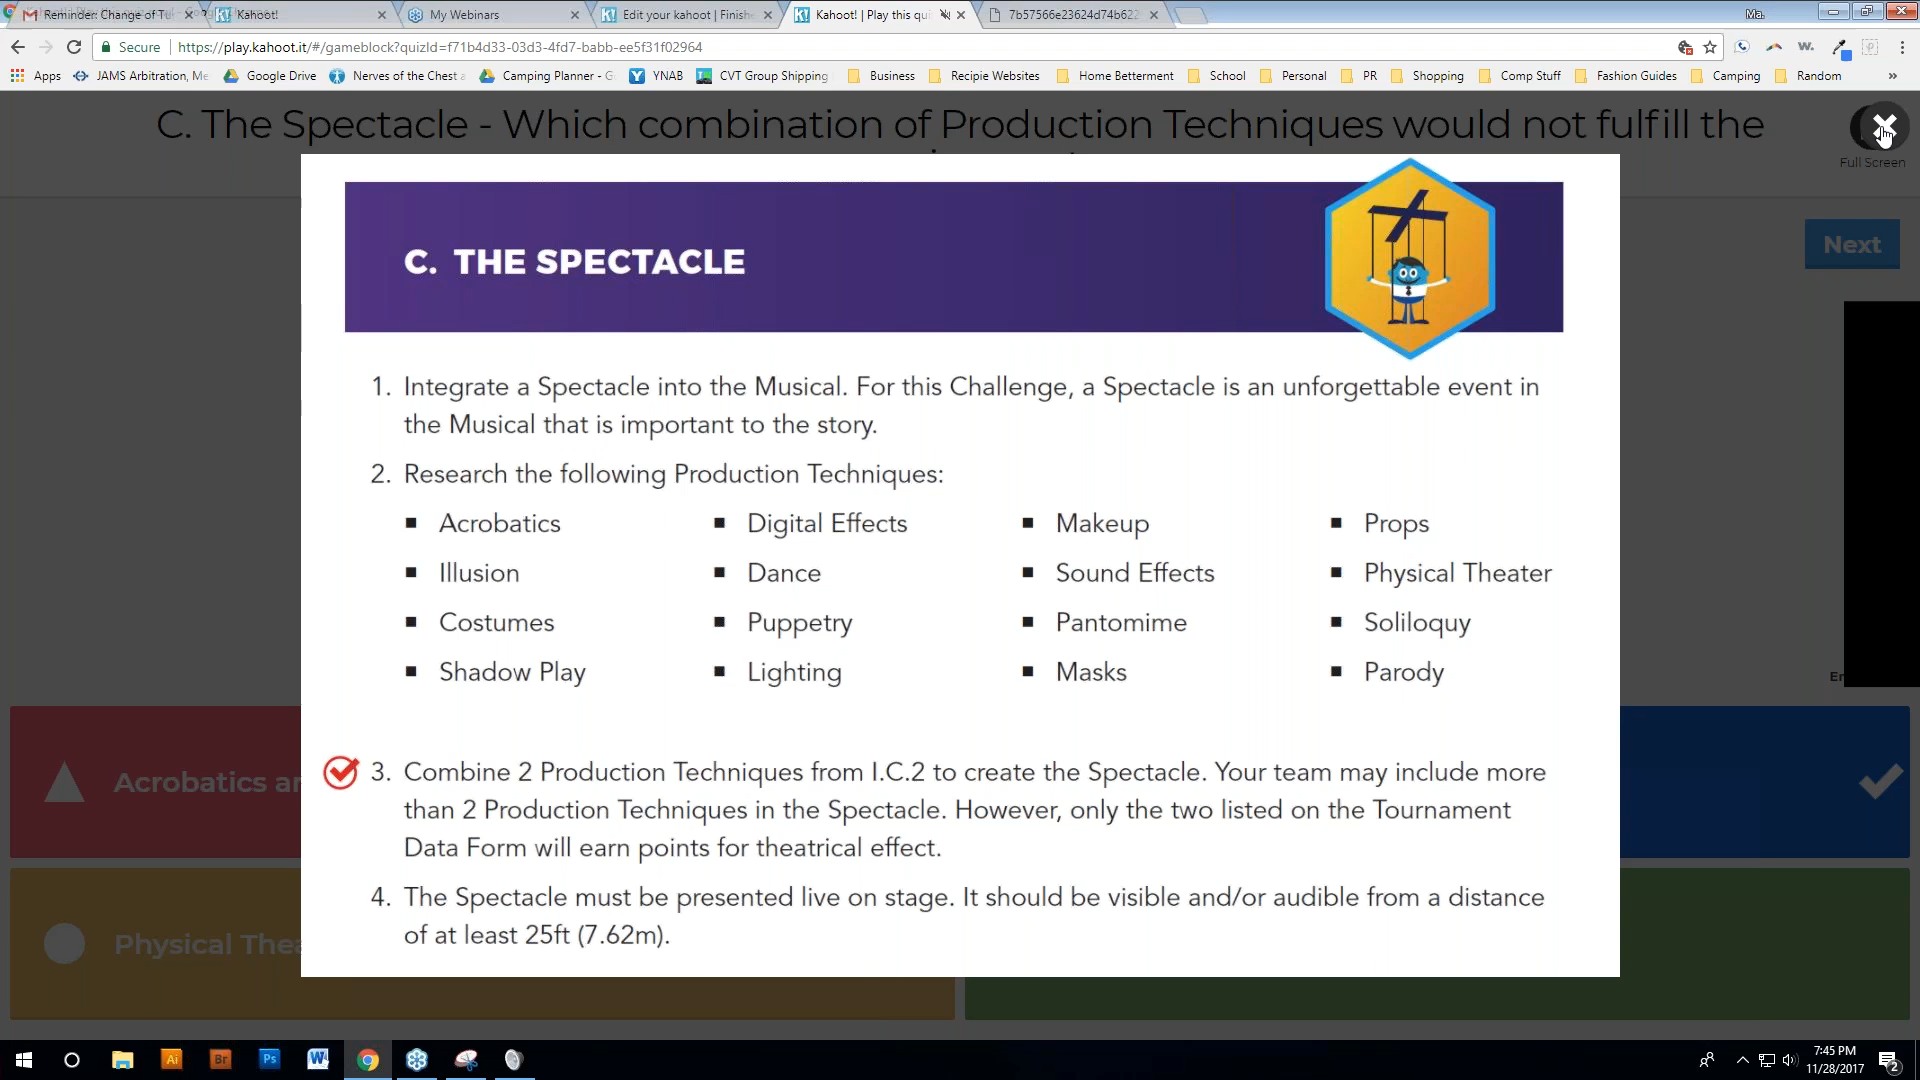 Reminder: Change of Tu
Kahoot!
My Webinars
Edit your kahoot | Finishe
Kahoot! | Play this qui
7b57566e23624d74b622
Ma.
Secure
https://play.kahoot.it/#/gameblock?quizId=f71b4d33-03d3-4fd7-babb-ee5f31f02964
Apps
JAMS Arbitration, Me
Google Drive
Nerves of the Chest a
Camping Planner - G
YNAB
CVT Group Shipping
Business
Recipie Websites
Home Betterment
School
Personal
PR
Shopping
Comp Stuff
Fashion Guides
Camping
Random
»
C. The Spectacle - Which combination of Production Techniques would not fulfill the
Full Screen
Next
C. THE SPECTACLE
1. Integrate a Spectacle into the Musical. For this Challenge, a Spectacle is an unforgettable event in
the Musical that is important to the story.
2. Research the following Production Techniques:
▪ Acrobatics ▪ Digital Effects ▪ Makeup ▪ Props
▪ Illusion ▪ Dance ▪ Sound Effects ▪ Physical Theater
▪ Costumes ▪ Puppetry ▪ Pantomime ▪ Soliloquy
▪ Shadow Play ▪ Lighting ▪ Masks ▪ Parody
3. Combine 2 Production Techniques from I.C.2 to create the Spectacle. Your team may include more
than 2 Production Techniques in the Spectacle. However, only the two listed on the Tournament
Data Form will earn points for theatrical effect.
4. The Spectacle must be presented live on stage. It should be visible and/or audible from a distance
of at least 25ft (7.62m).
Acrobatics an
Physical Thea
Ai
Br
Ps
W
7:45 PM
11/28/2017
2